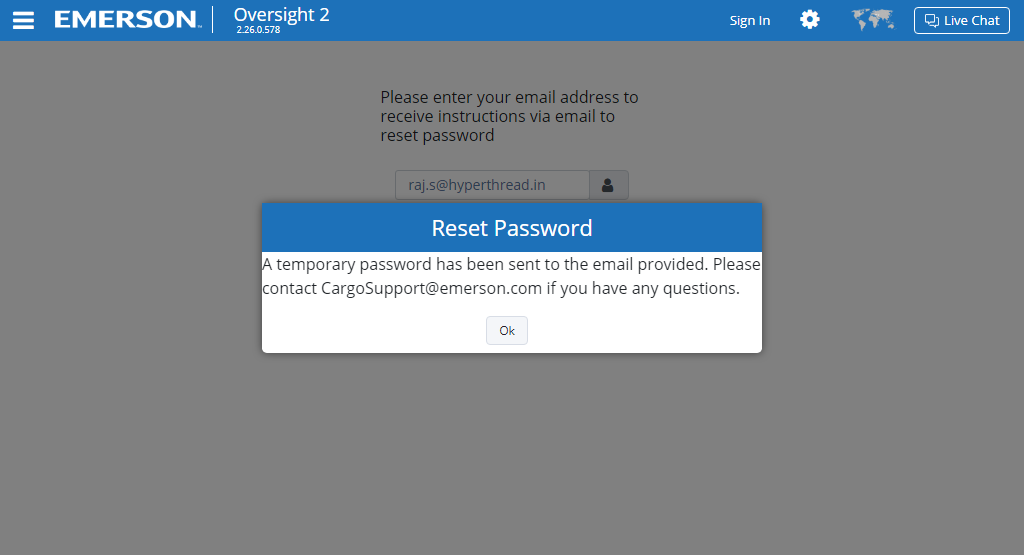 EMERSON™ Oversight 2 Sign In Live Chat
2.26.0.578
Please enter your email address to
receive instructions via email to
reset password
raj.s@hyperthread.in
Reset Password
A temporary password has been sent to the email provided. Please
contact CargoSupport@emerson.com if you have any questions.
Ok